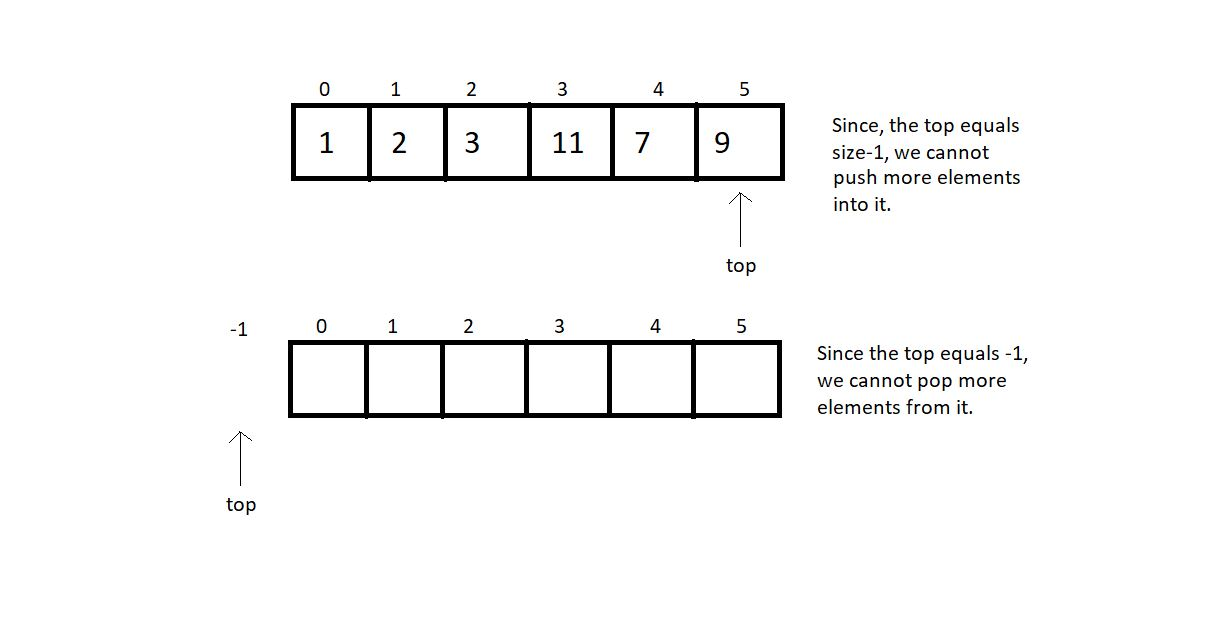 0 1 2 3 4 5
1 2 3 11 7 9
Since, the top equals
size-1, we cannot
push more elements
into it.
top
-1 0 1 2 3 4 5
Since the top equals -1,
we cannot pop more
elements from it.
top